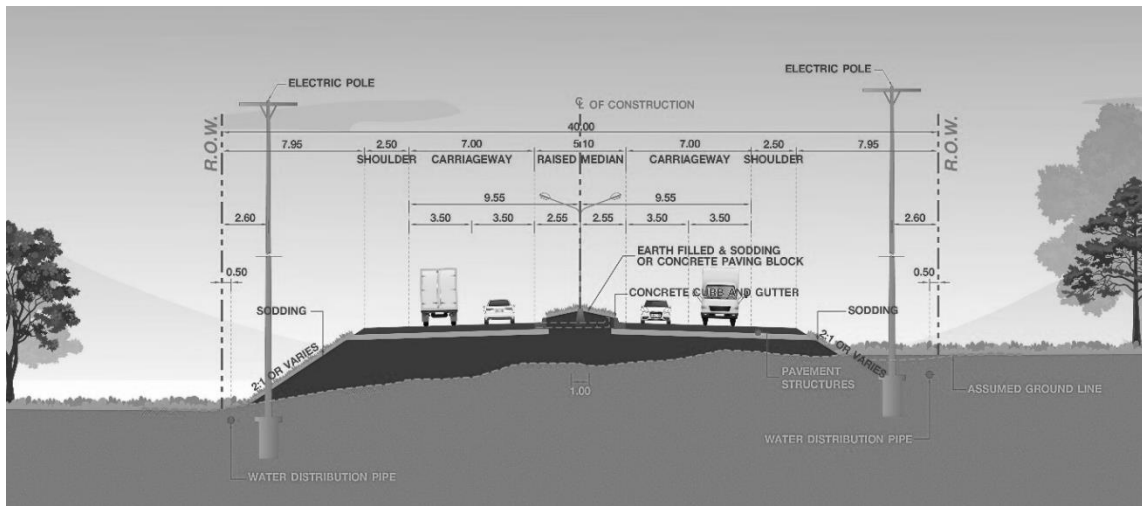 ELECTRIC POLE
ELECTRIC POLE
℄ OF CONSTRUCTION
R.O.W.
40.00
R.O.W.
7.95
2.50
7.00
5.10
7.00
2.50
7.95
SHOULDER
CARRIAGEWAY
RAISED MEDIAN
CARRIAGEWAY
SHOULDER
9.55
9.55
2.60
3.50
3.50
2.55
2.55
3.50
3.50
2.60
EARTH FILLED & SODDING
OR CONCRETE PAVING BLOCK
0.50
0.50
CONCRETE CURB AND GUTTER
SODDING
SODDING
2:1 OR VARIES
2:1 OR VARIES
PAVEMENT
STRUCTURES
1.00
ASSUMED GROUND LINE
WATER DISTRIBUTION PIPE
WATER DISTRIBUTION PIPE